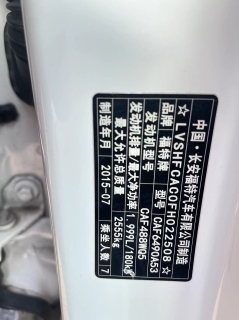 中国·长安福特汽车有限公司制造
☆LVSHFCAC0FH022508☆
品牌 福特牌 型号 CAF6490A53
发动机型号 CAF488WQ5
发动机排量/最大净功率 1.999L/180kW
最大允许总质量 2555kg
制造年月 2015-07 乘坐人数 7